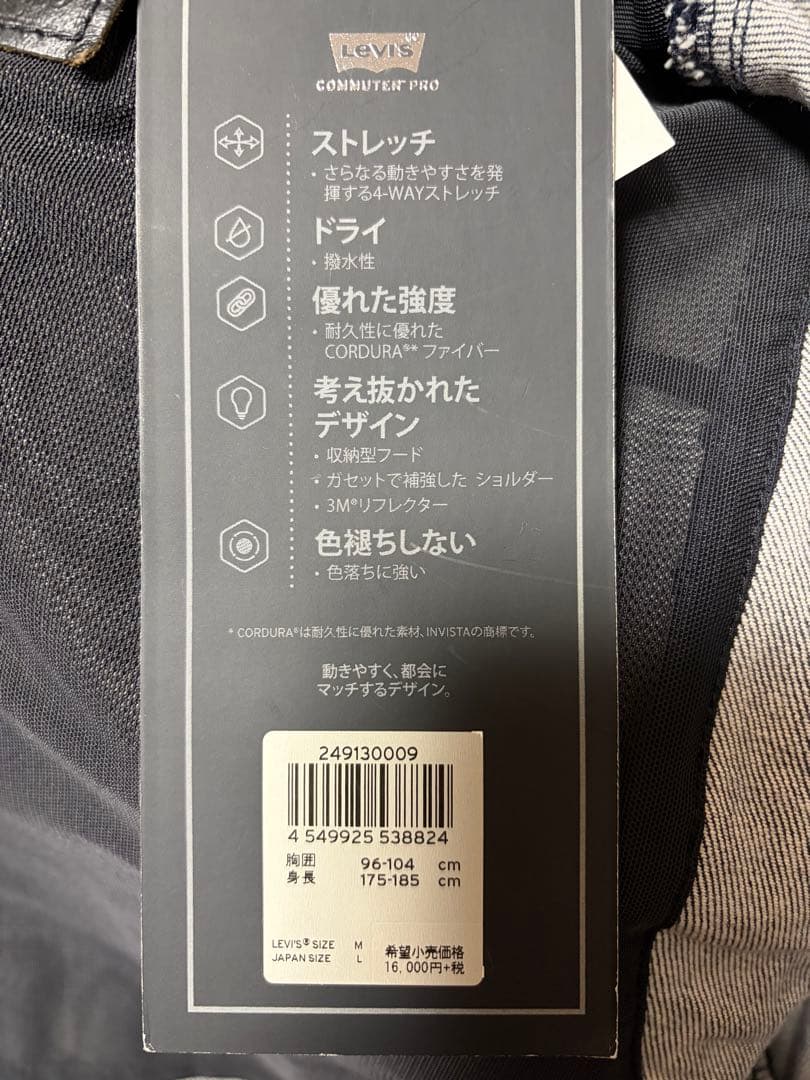 Levi's
COMMUTER™ PRO
ストレッチ
・さらなる動きやすさを発
揮する4-WAYストレッチ
ドライ
・撥水性
優れた強度
・耐久性に優れた
CORDURA®* ファイバー
考え抜かれた
デザイン
・収納型フード
・ガセットで補強した ショルダー
・3M®リフレクター
色褪ちしない
・色落ちに強い
* CORDURA®は耐久性に優れた素材、INVISTAの商標です。
動きやすく、都会に
マッチするデザイン。
249130009
4 549925 538824
胸囲 96-104 cm
身長 175-185 cm
LEVI'S® SIZE M
JAPAN SIZE L
希望小売価格
16,000円+税